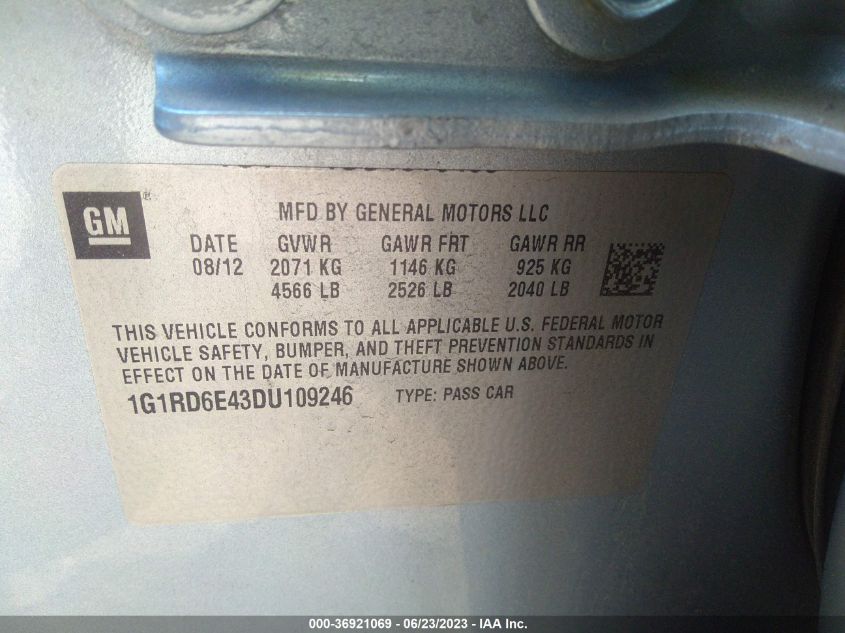 GM ®
MFD BY GENERAL MOTORS LLC
DATE GVWR GAWR FRT GAWR RR
08/12 2071 KG 1146 KG 925 KG
4566 LB 2526 LB 2040 LB
THIS VEHICLE CONFORMS TO ALL APPLICABLE U.S. FEDERAL MOTOR
VEHICLE SAFETY, BUMPER, AND THEFT PREVENTION STANDARDS IN
EFFECT ON THE DATE OF MANUFACTURE SHOWN ABOVE.
1G1RD6E43DU109246 TYPE: PASS CAR
000-36921069 - 06/23/2023 - IAA Inc.